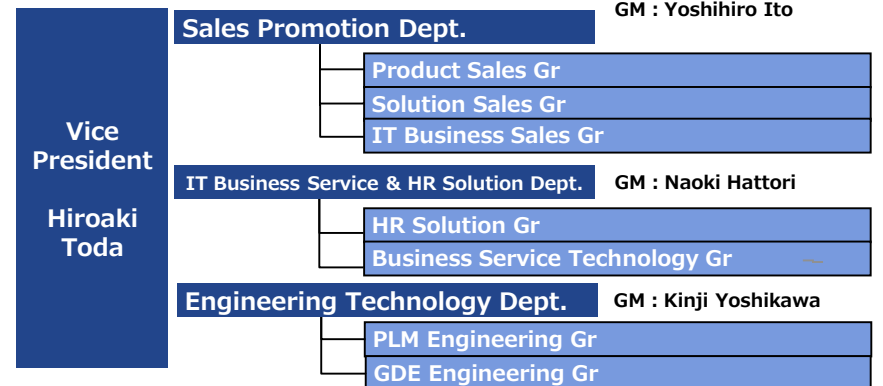 GM : Yoshihiro Ito
Sales Promotion Dept.
Product Sales Gr
Solution Sales Gr
IT Business Sales Gr
Vice
President
Hiroaki
Toda
IT Business Service & HR Solution Dept.
GM : Naoki Hattori
HR Solution Gr
Business Service Technology Gr
Engineering Technology Dept.
GM : Kinji Yoshikawa
PLM Engineering Gr
GDE Engineering Gr